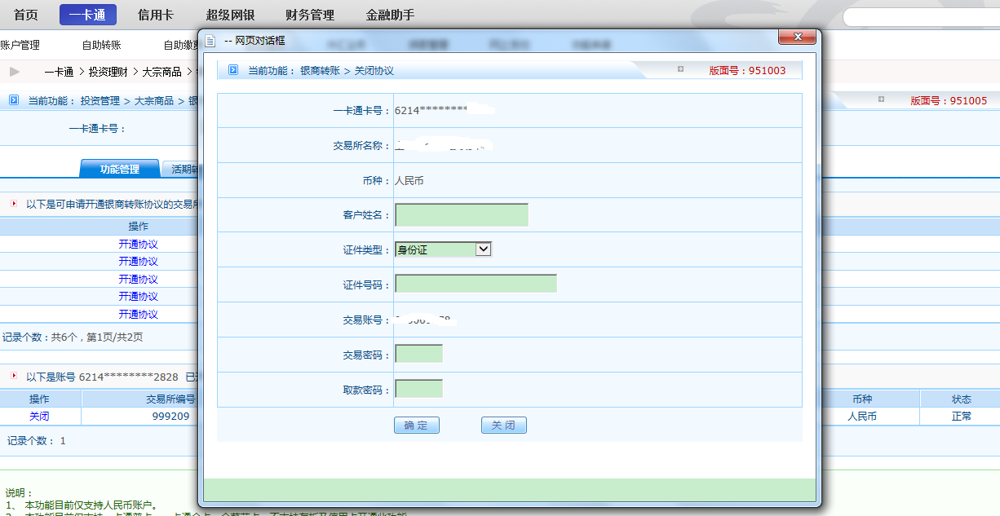 首页 一卡通 信用卡 超级网银 财务管理 金融助手
账户管理 自助转账 自助缴费
一卡通 > 投资理财 > 大宗商品 >
当前功能： 投资管理 > 大宗商品 > 银
版面号：951005
一卡通卡号：
功能管理 活期转
以下是可申请开通银商转账协议的交易所
操作
开通协议
开通协议
开通协议
开通协议
开通协议
记录个数：共6个，第1页/共2页
以下是账号 6214********2828 已
操作 交易所编号 币种 状态
关闭 999209 人民币 正常
记录个数： 1
说明：
1、 本功能目前仅支持人民币账户。
-- 网页对话框
当前功能： 银商转账 > 关闭协议
版面号：951003
一卡通卡号： 6214********
交易所名称：
币种： 人民币
客户姓名：
证件类型： 身份证
证件号码：
交易账号：
交易密码：
取款密码：
确 定 关 闭